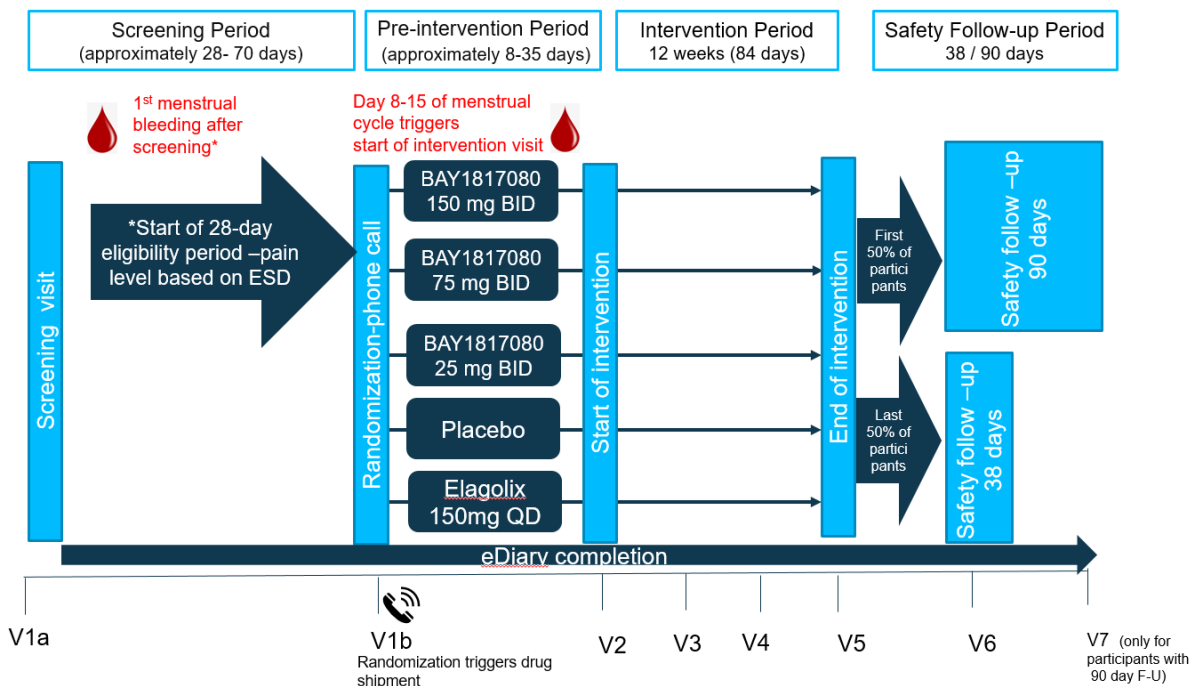 Screening Period
(approximately 28- 70 days)
Pre-intervention Period
(approximately 8-35 days)
Intervention Period
12 weeks (84 days)
Safety Follow-up Period
38 / 90 days
1st menstrual
bleeding after
screening*
Day 8-15 of menstrual
cycle triggers
start of intervention visit
Screening visit
*Start of 28-day
eligibility period –pain
level based on ESD
Randomization-phone call
BAY1817080
150 mg BID
BAY1817080
75 mg BID
BAY1817080
25 mg BID
Placebo
Elagolix
150mg QD
Start of intervention
End of intervention
First
50% of
partici
pants
Last
50% of
partici
pants
Safety follow –up
90 days
Safety follow –up
38 days
eDiary completion
V1a
V1b
Randomization triggers drug
shipment
V2
V3
V4
V5
V6
V7 (only for
participants with
90 day F-U)